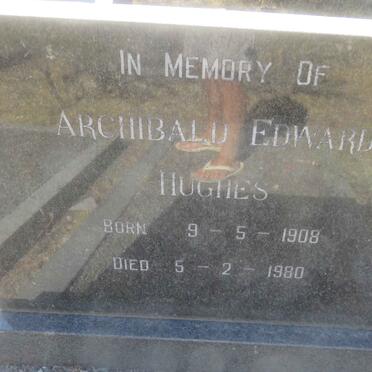 IN MEMORY OF
ARCHIBALD EDWARD
HUGHES
BORN 9 - 5 - 1908
DIED 5 - 2 - 1980